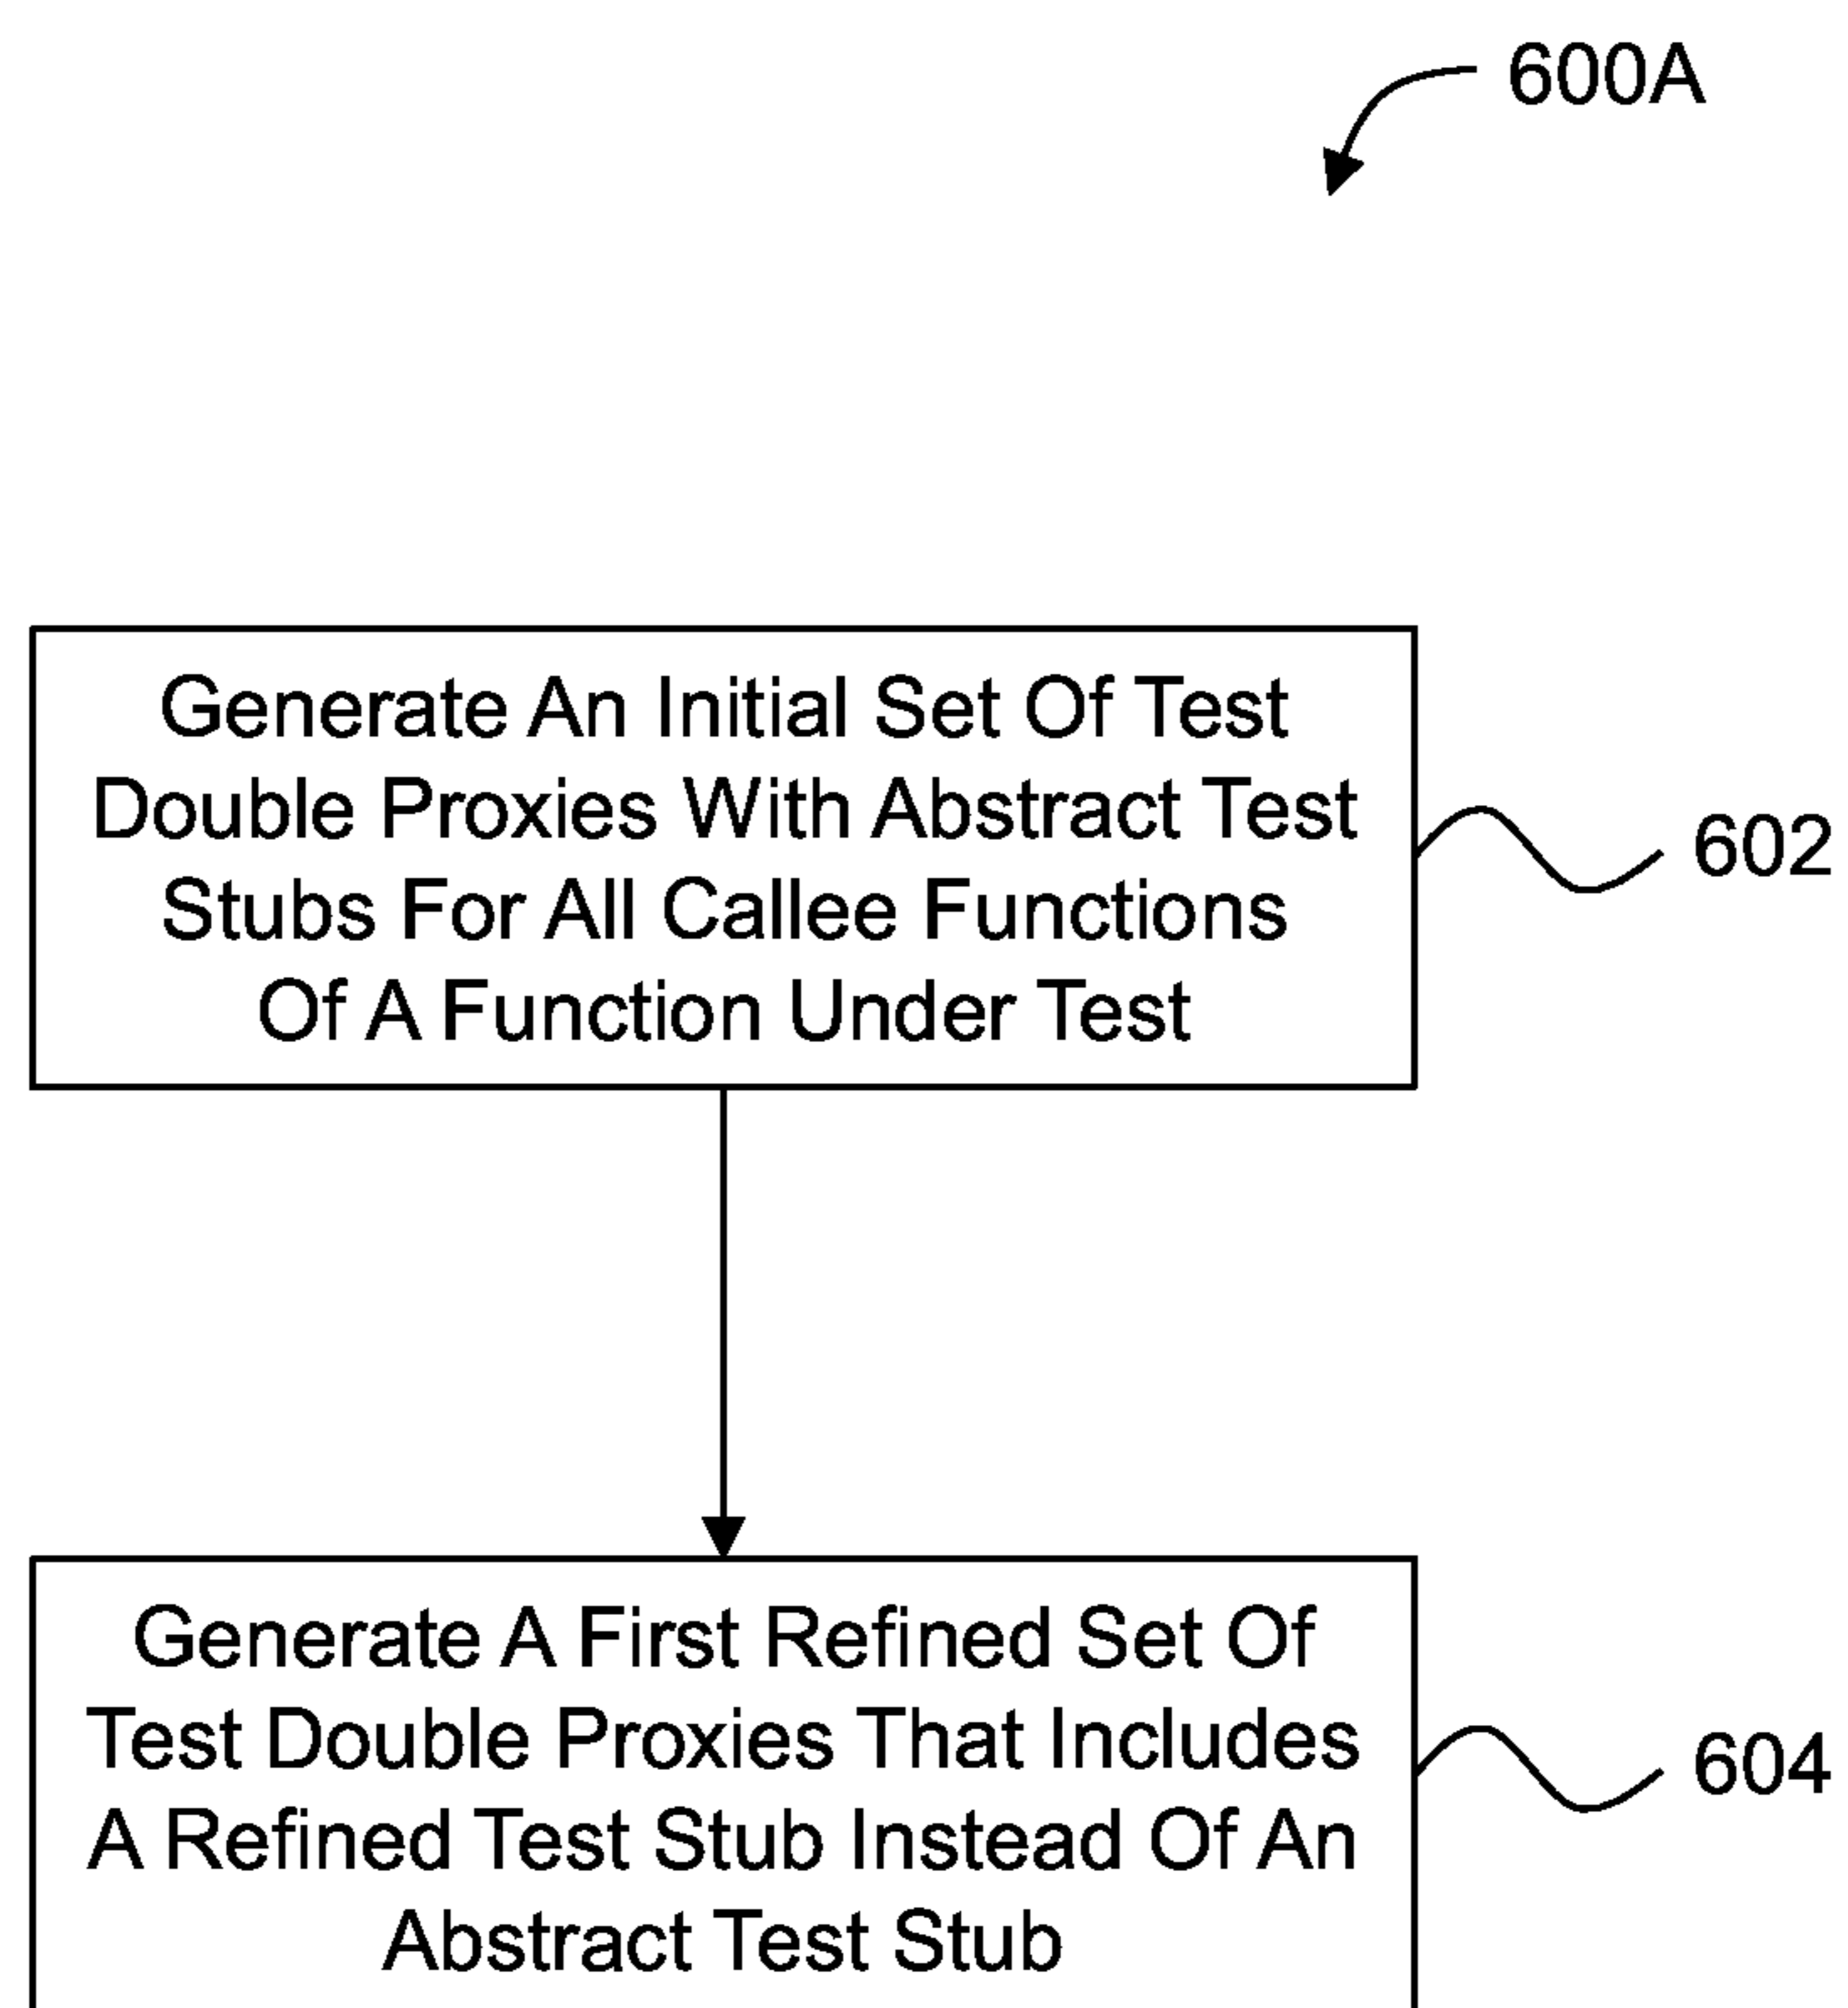 600A
Generate An Initial Set Of Test
Double Proxies With Abstract Test
Stubs For All Callee Functions
Of A Function Under Test
602
Generate A First Refined Set Of
Test Double Proxies That Includes
A Refined Test Stub Instead Of An
Abstract Test Stub
604